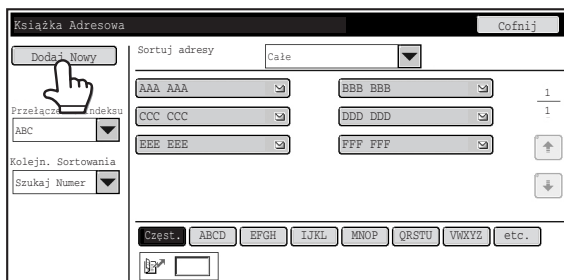 Książka Adresowa
Cofnij
Dodaj Nowy
Sortuj adresy
Całe
AAA AAA
BBB BBB
1
1
CCC CCC
DDD DDD
EEE EEE
FFF FFF
ndeksu
ABC
Kolejn. Sortowania
Szukaj Numer
Częst.
ABCD
EFGH
IJKL
MNOP
QRSTU
VWXYZ
etc.